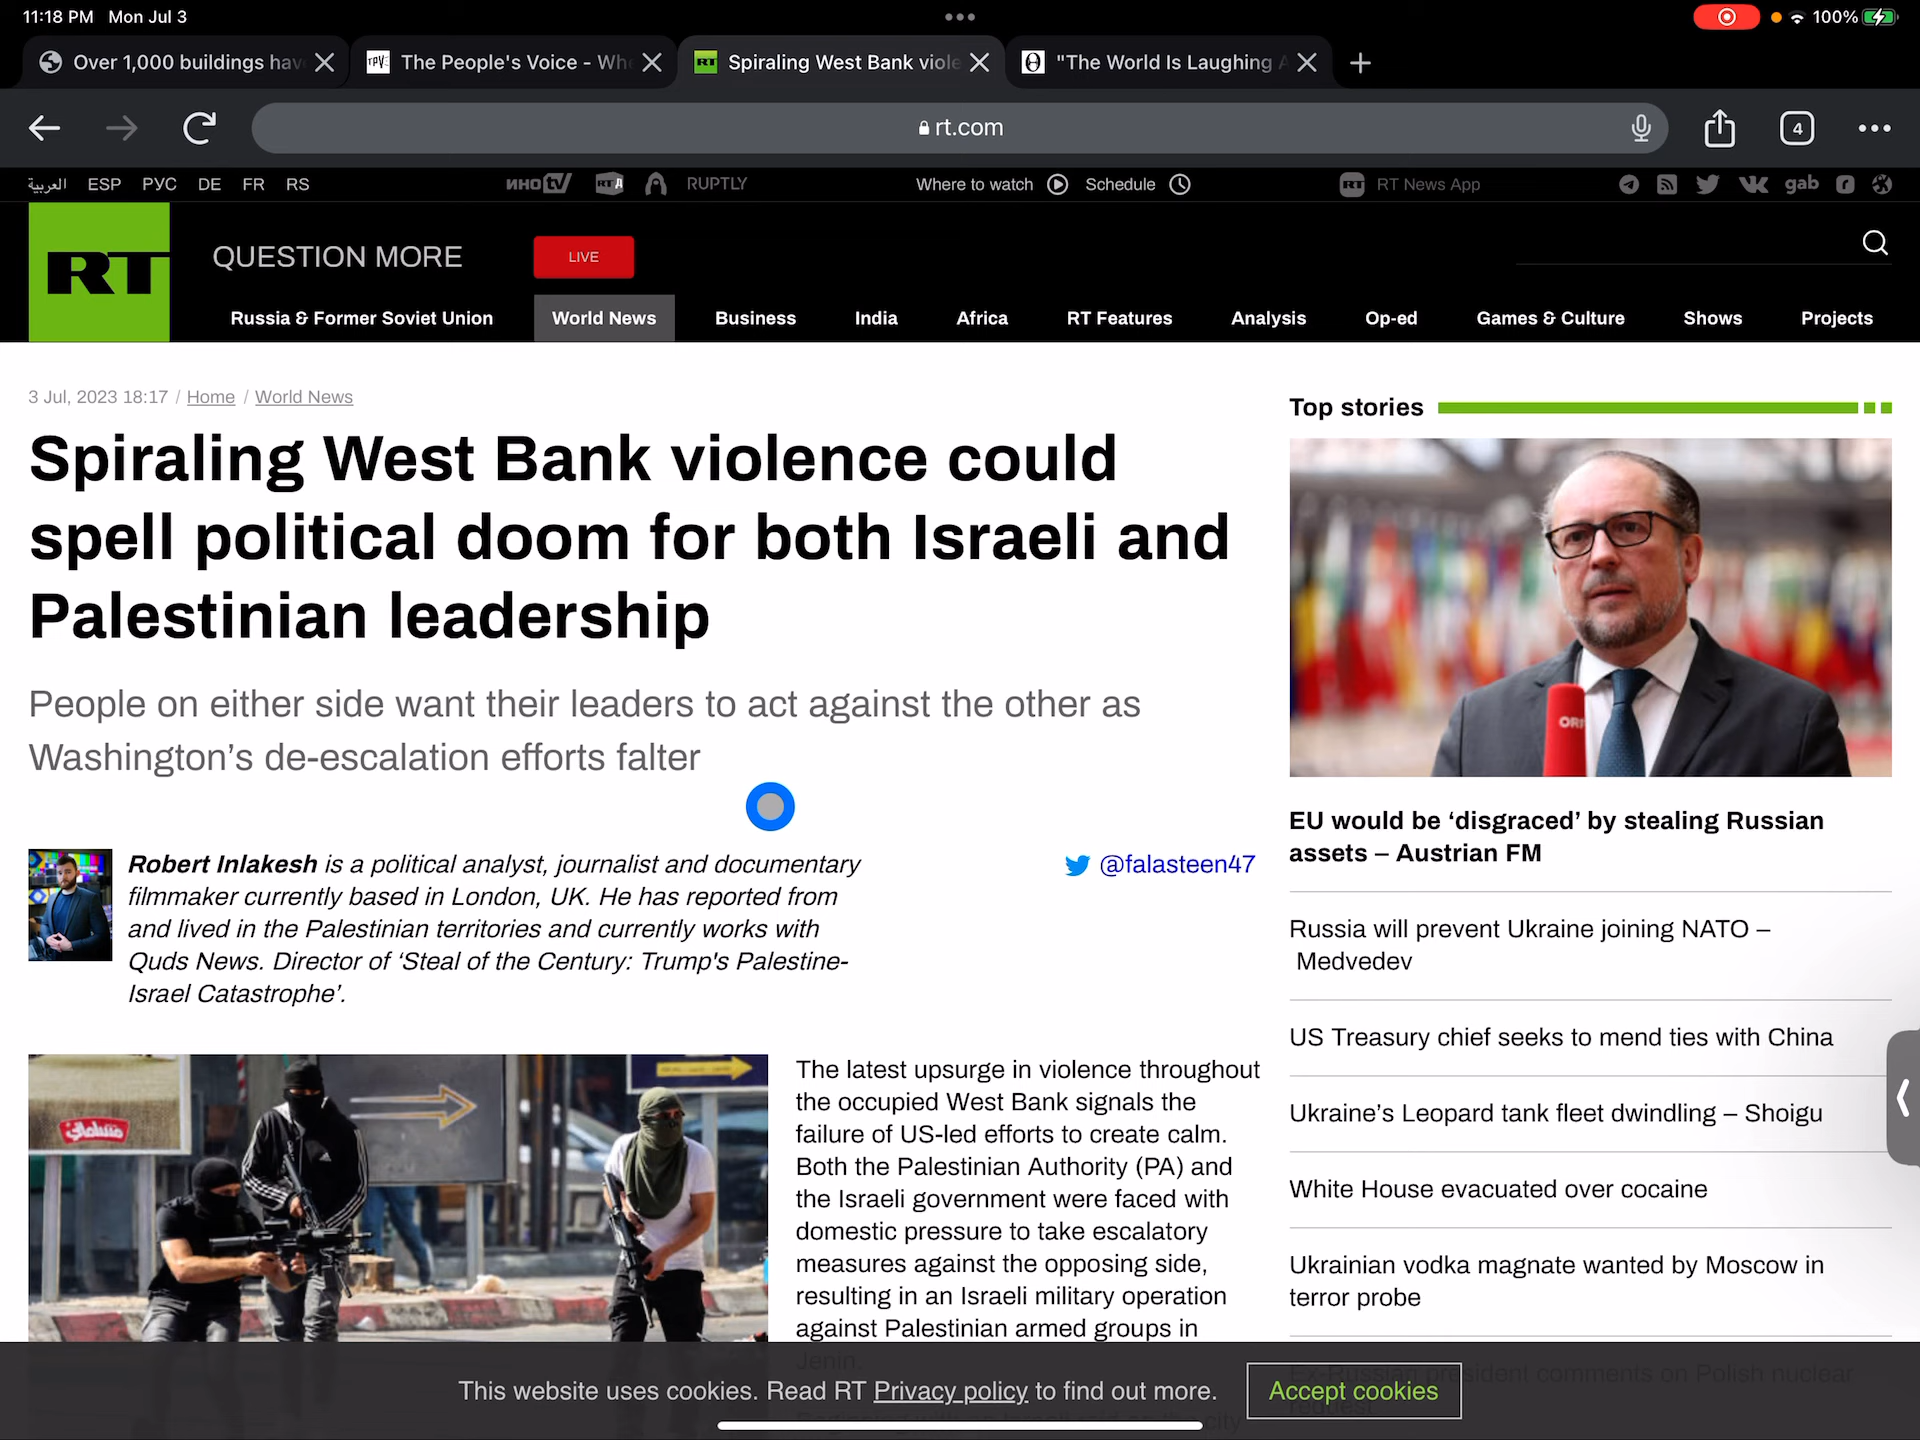 11:18 PM Mon Jul 3
100%
Over 1,000 buildings hav
The People's Voice - Wh
Spiraling West Bank viole
"The World Is Laughing A
rt.com
4
العربية ESP РУС DE FR RS
ИНОTV
RTД
RUPTLY
Where to watch
Schedule
RT RT News App
gab
RT
QUESTION MORE
LIVE
Russia & Former Soviet Union
World News
Business
India
Africa
RT Features
Analysis
Op-ed
Games & Culture
Shows
Projects
3 Jul, 2023 18:17 / Home / World News
Spiraling West Bank violence could
spell political doom for both Israeli and
Palestinian leadership
People on either side want their leaders to act against the other as
Washington’s de-escalation efforts falter
Robert Inlakesh is a political analyst, journalist and documentary
filmmaker currently based in London, UK. He has reported from
and lived in the Palestinian territories and currently works with
Quds News. Director of ‘Steal of the Century: Trump's Palestine-
Israel Catastrophe’.
@falasteen47
The latest upsurge in violence throughout
the occupied West Bank signals the
failure of US-led efforts to create calm.
Both the Palestinian Authority (PA) and
the Israeli government were faced with
domestic pressure to take escalatory
measures against the opposing side,
resulting in an Israeli military operation
against Palestinian armed groups in
Jenin.
Top stories
ORF
EU would be ‘disgraced’ by stealing Russian
assets – Austrian FM
Russia will prevent Ukraine joining NATO –
Medvedev
US Treasury chief seeks to mend ties with China
Ukraine’s Leopard tank fleet dwindling – Shoigu
White House evacuated over cocaine
Ukrainian vodka magnate wanted by Moscow in
terror probe
Ex-Russian president comments on Polish nuclear
request
This website uses cookies. Read RT Privacy policy to find out more.
Accept cookies